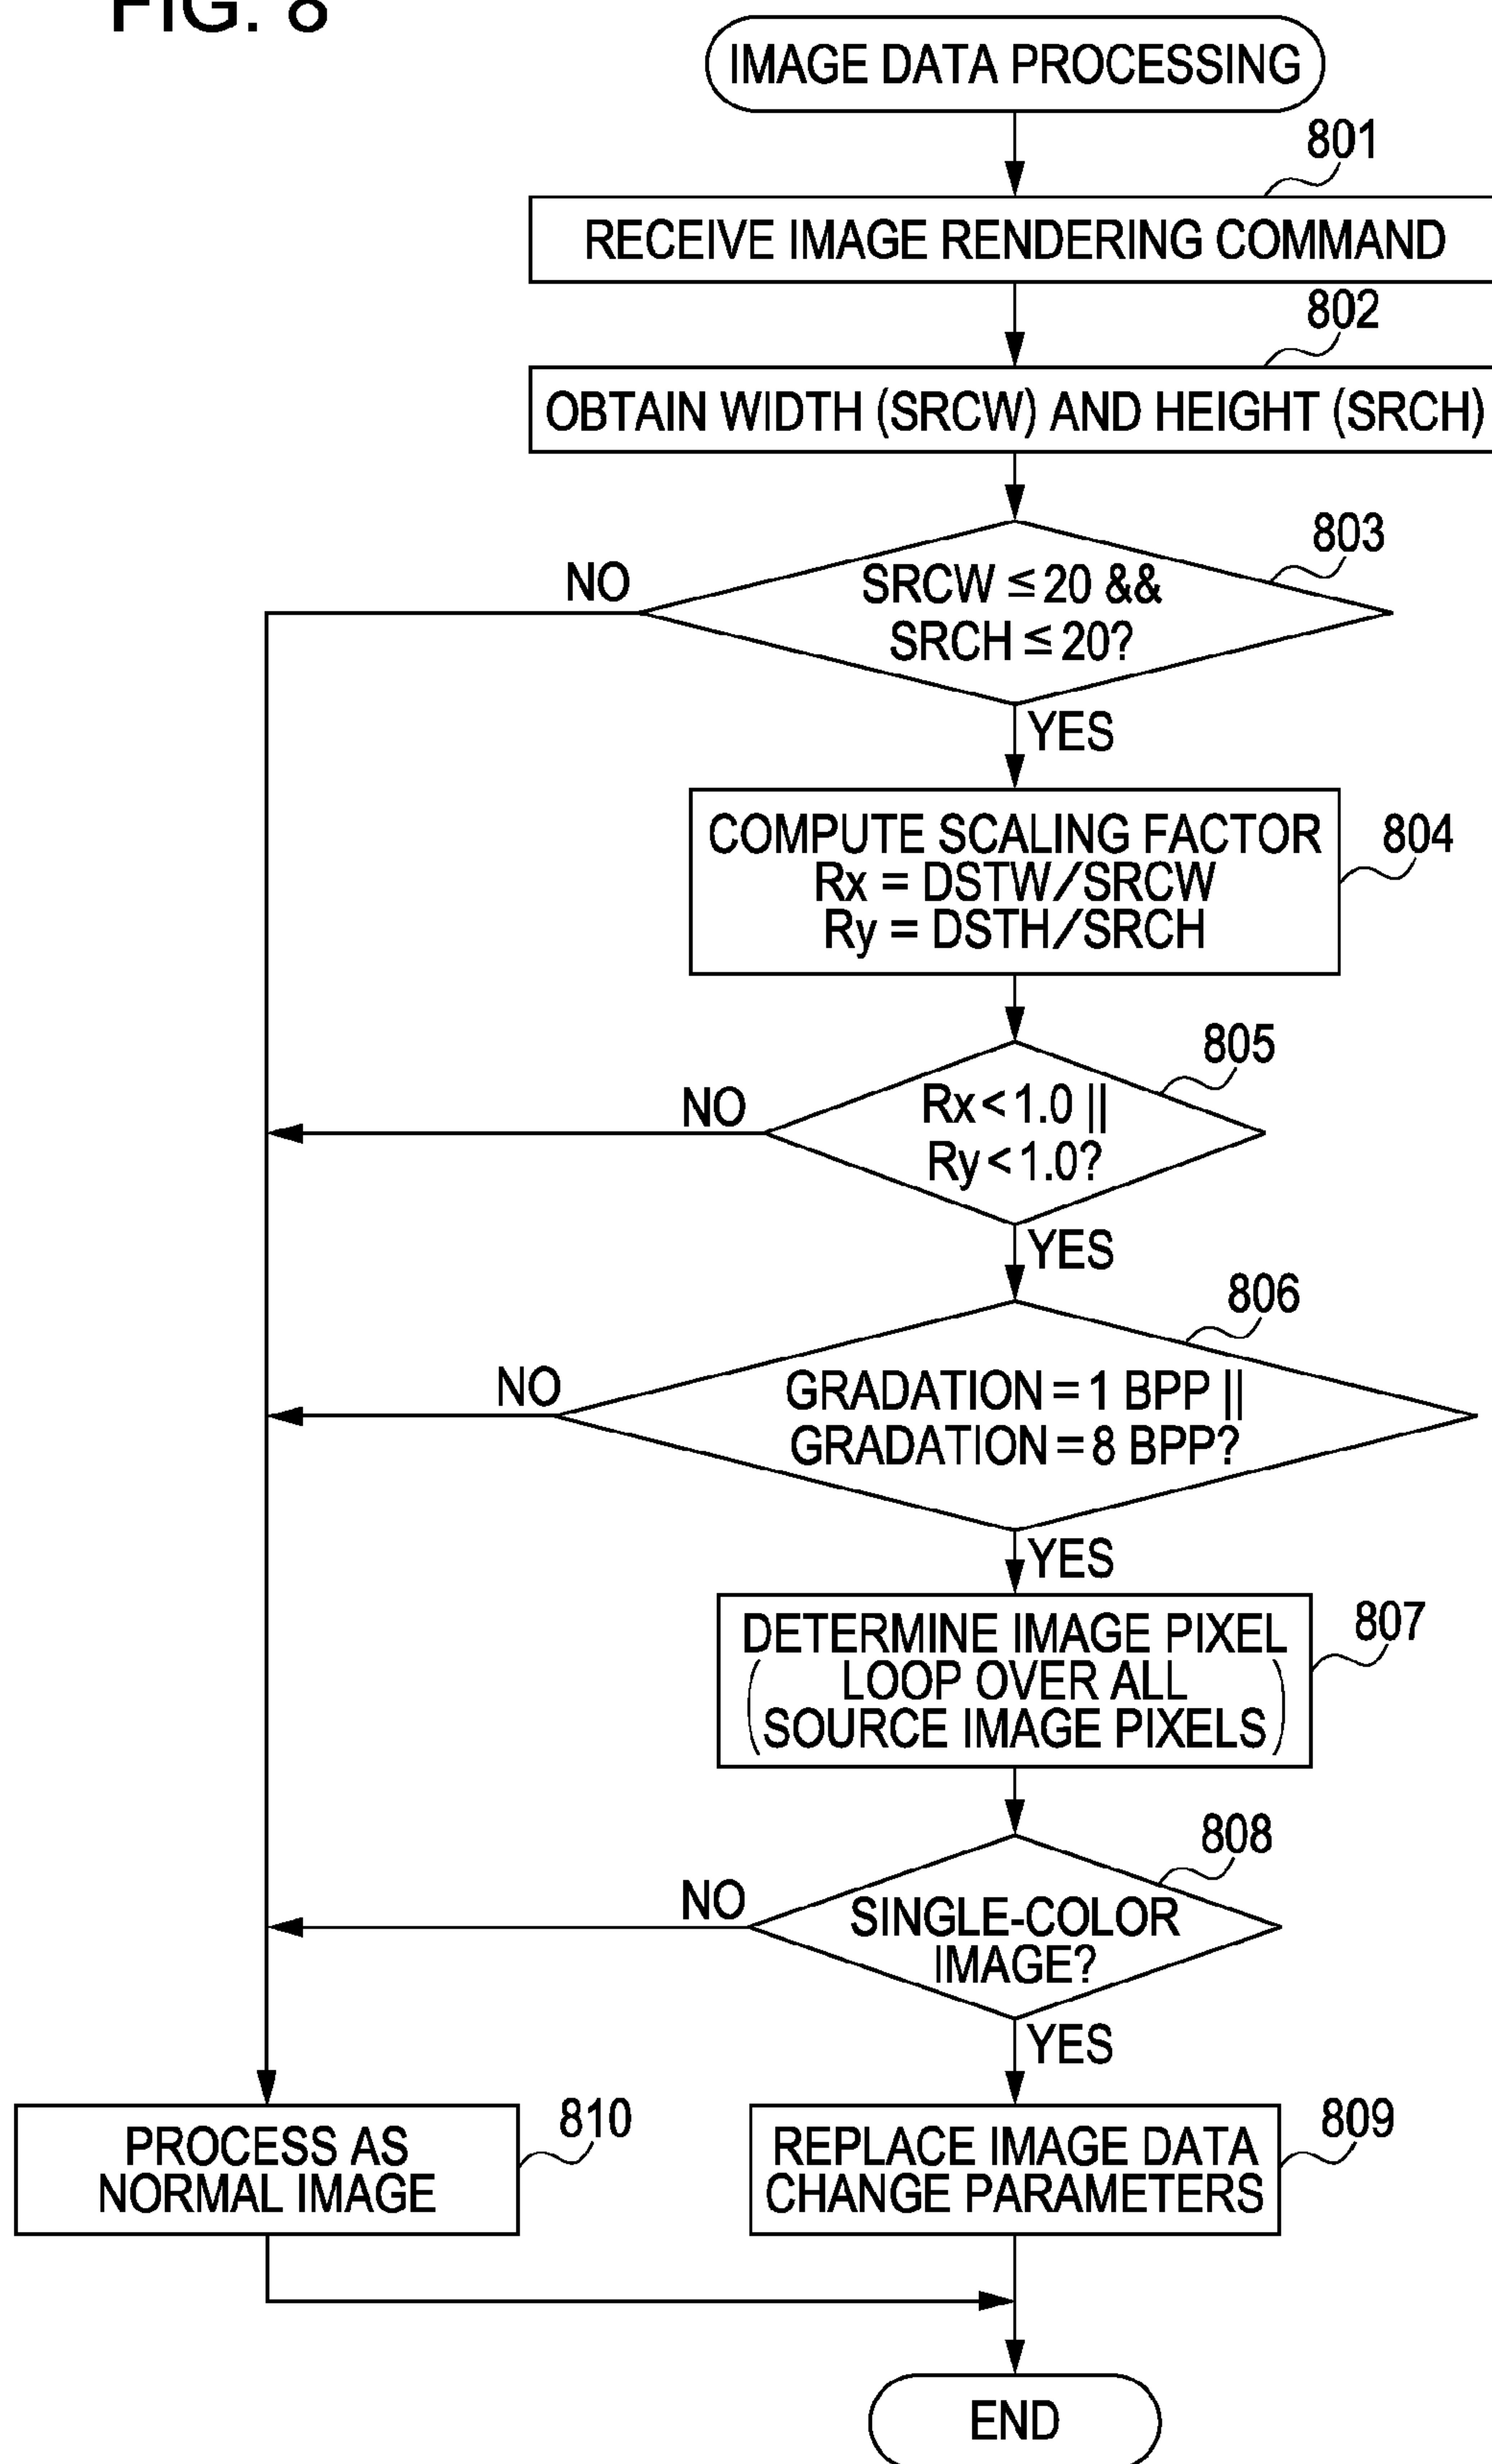 FIG. 8
IMAGE DATA PROCESSING
801
RECEIVE IMAGE RENDERING COMMAND
802
OBTAIN WIDTH (SRCW) AND HEIGHT (SRCH)
803
NO
SRCW ≦ 20 &&
SRCH ≦ 20?
YES
COMPUTE SCALING FACTOR
Rx = DSTW/SRCW
Ry = DSTH/SRCH
804
805
NO
Rx < 1.0 ||
Ry < 1.0?
YES
806
NO
GRADATION = 1 BPP ||
GRADATION = 8 BPP?
YES
DETERMINE IMAGE PIXEL
(LOOP OVER ALL
SOURCE IMAGE PIXELS)
807
808
NO
SINGLE-COLOR
IMAGE?
YES
PROCESS AS
NORMAL IMAGE
810
REPLACE IMAGE DATA
CHANGE PARAMETERS
809
END